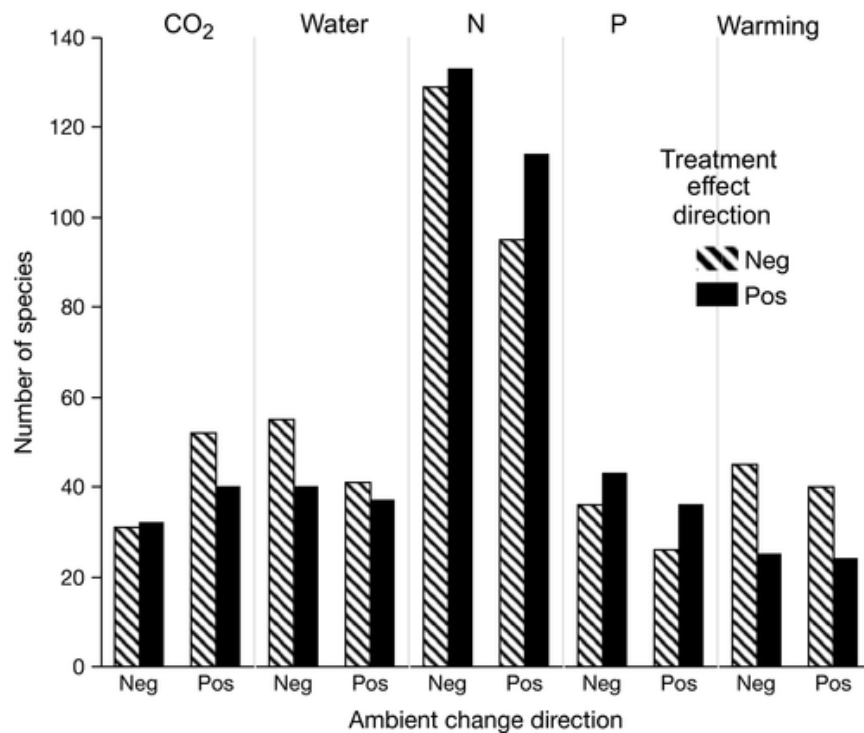 CO2 Water N P Warming
140
120
100
80
60
40
20
0
Number of species
Treatment
effect
direction
Neg
Pos
Neg Pos Neg Pos Neg Pos Neg Pos Neg Pos
Ambient change direction